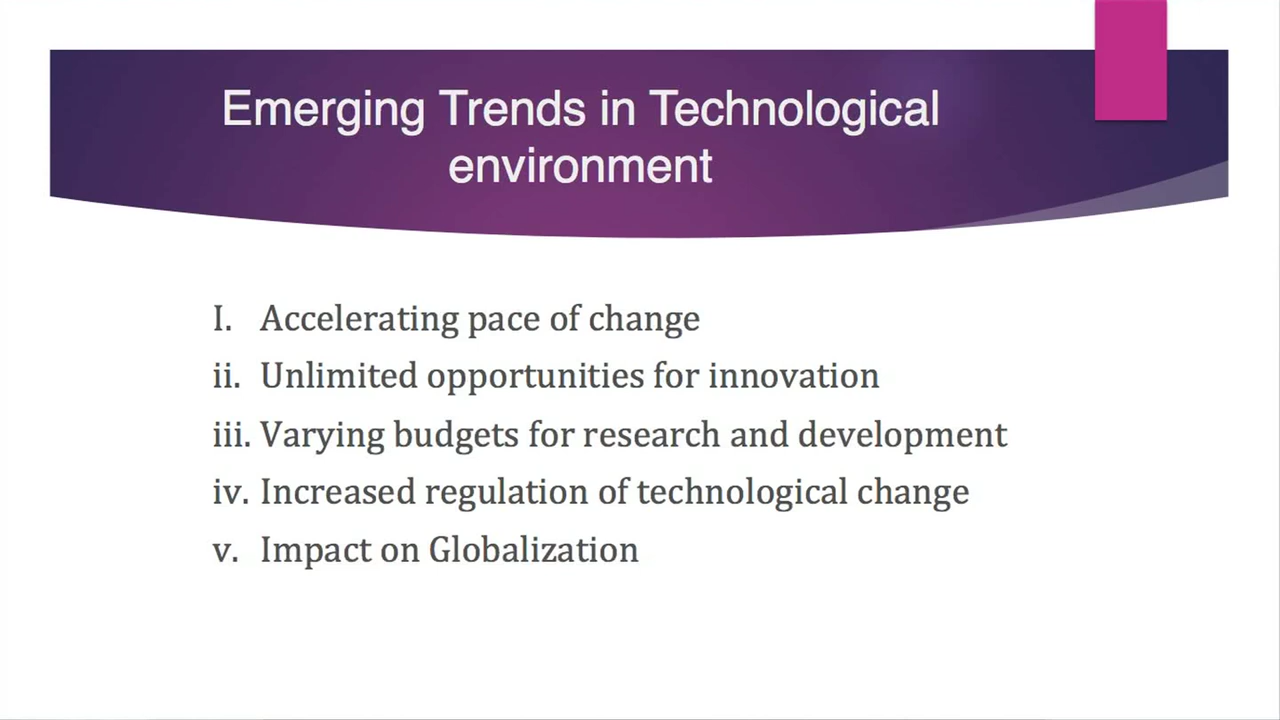 Emerging Trends in Technological
environment
I. Accelerating pace of change
ii. Unlimited opportunities for innovation
iii. Varying budgets for research and development
iv. Increased regulation of technological change
v. Impact on Globalization